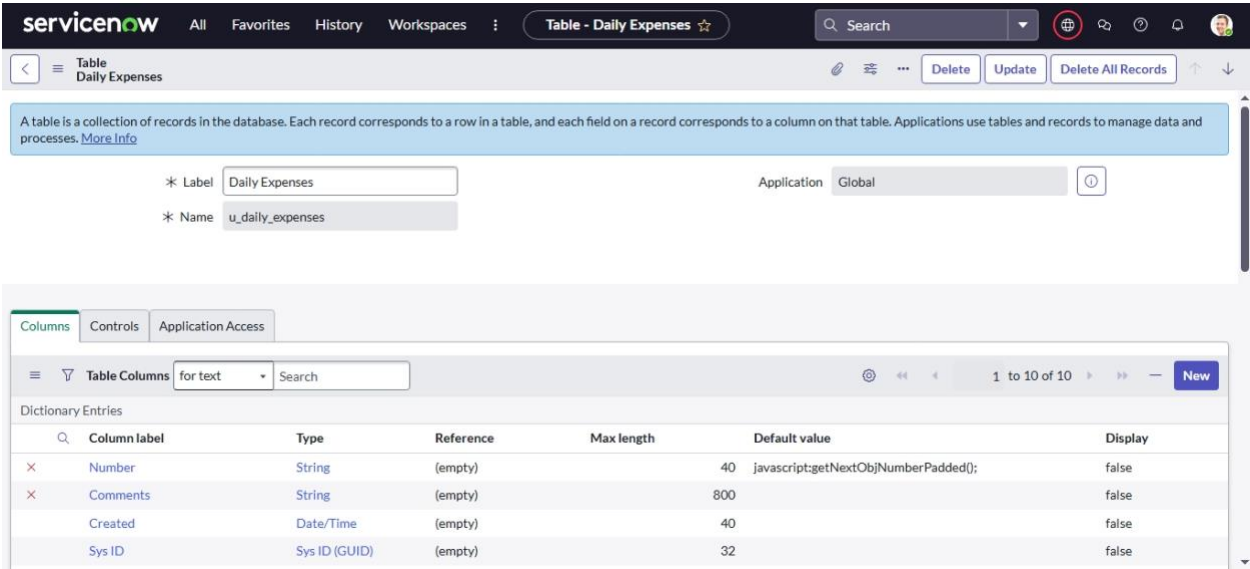 servicenow All Favorites History Workspaces Table - Daily Expenses Search
Table
Daily Expenses
Delete Update Delete All Records
A table is a collection of records in the database. Each record corresponds to a row in a table, and each field on a record corresponds to a column on that table. Applications use tables and records to manage data and
processes. More Info
Label Daily Expenses Application Global
Name u_daily_expenses
Columns Controls Application Access
Table Columns for text Search 1 to 10 of 10 New
Dictionary Entries
Column label Type Reference Max length Default value Display
Number String (empty) 40 javascript:getNextObjNumberPadded(); false
Comments String (empty) 800 false
Created Date/Time (empty) 40 false
Sys ID Sys ID (GUID) (empty) 32 false